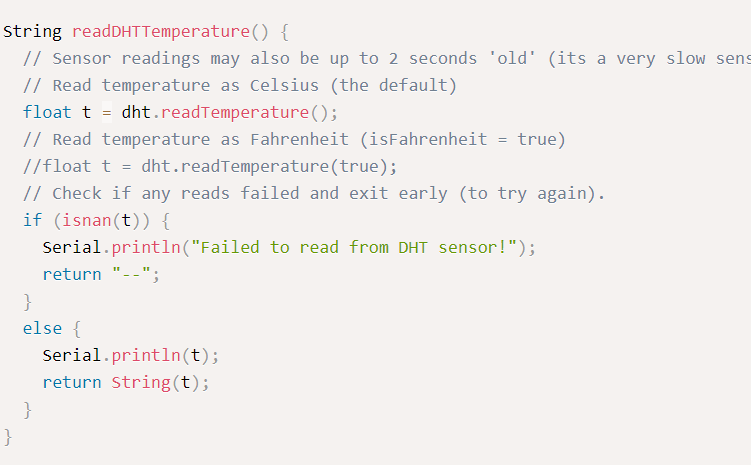 String readDHTTemperature() {
  // Sensor readings may also be up to 2 seconds 'old' (its a very slow
  // Read temperature as Celsius (the default)
  float t = dht.readTemperature();
  // Read temperature as Fahrenheit (isFahrenheit = true)
  //float t = dht.readTemperature(true);
  // Check if any reads failed and exit early (to try again).
  if (isnan(t)) {
    Serial.println("Failed to read from DHT sensor!");
    return "--";
  }
  else {
    Serial.println(t);
    return String(t);
  }
}